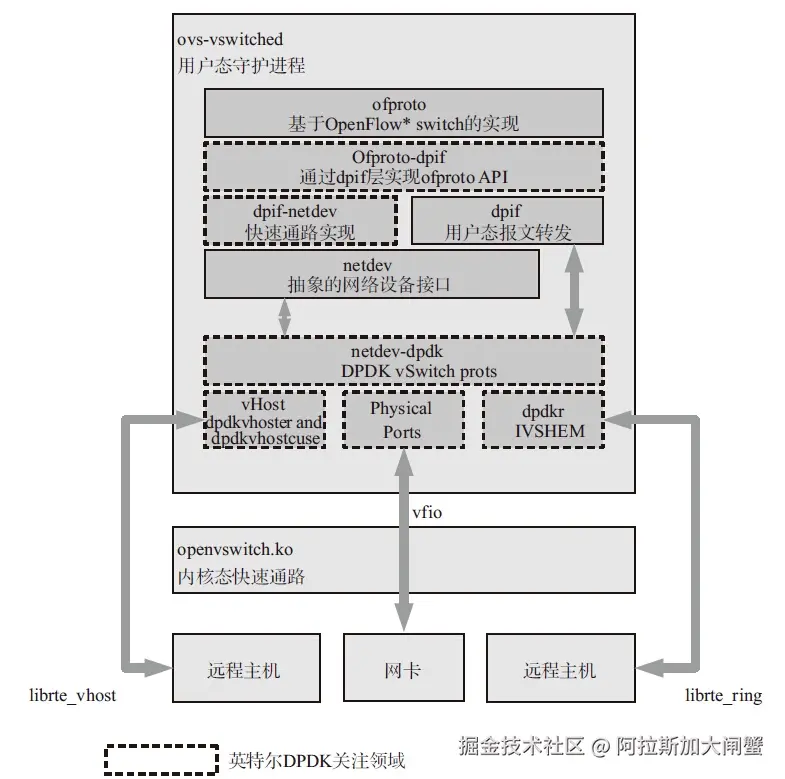 ovs-vswitched
用户态守护进程
ofproto
基于OpenFlow* switch的实现
Ofproto-dpif
通过dpif层实现ofproto API
dpif-netdev
快速通路实现
dpif
用户态报文转发
netdev
抽象的网络设备接口
netdev-dpdk
DPDK vSwitch prots
vHost
dpdkvhoster and
dpdkvhostcuse
Physical
Ports
dpdkr
IVSHEM
vfio
openvswitch.ko
内核态快速通路
远程主机
网卡
远程主机
librte_vhost
librte_ring
英特尔DPDK关注领域
掘金技术社区 @ 阿拉斯加大闸蟹